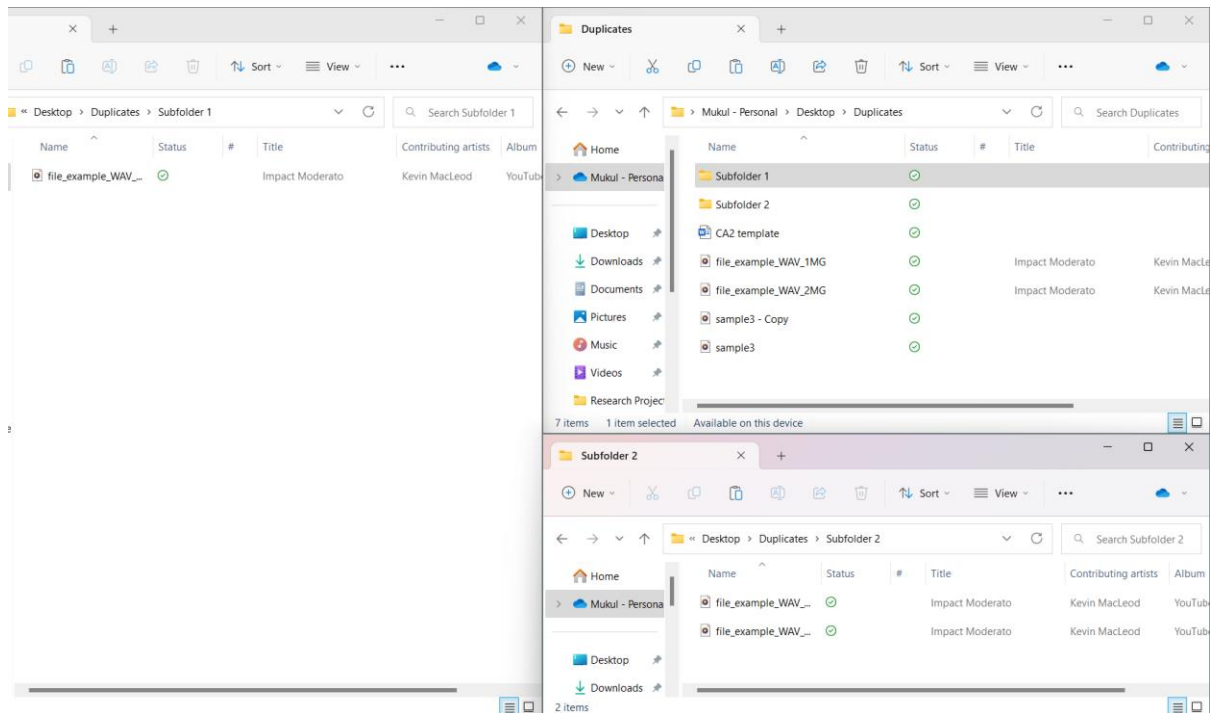 Sort
View
« Desktop > Duplicates > Subfolder 1
Search Subfolder 1
Name Status # Title Contributing artists Album
file_example_WAV_... Impact Moderato Kevin MacLeod YouTub
Duplicates
New
Sort
View
Mukul - Personal > Desktop > Duplicates
Search Duplicates
Home
Mukul - Persona
Desktop
Downloads
Documents
Pictures
Music
Videos
Research Projec
Name Status # Title Contributing
Subfolder 1
Subfolder 2
CA2 template
file_example_WAV_1MG Impact Moderato Kevin MacLe
file_example_WAV_2MG Impact Moderato Kevin MacLe
sample3 - Copy
sample3
7 items 1 item selected Available on this device
Subfolder 2
New
Sort
View
« Desktop > Duplicates > Subfolder 2
Search Subfolder 2
Home
Mukul - Persona
Desktop
Downloads
Name Status # Title Contributing artists Album
file_example_WAV_... Impact Moderato Kevin MacLeod YouTub
file_example_WAV_... Impact Moderato Kevin MacLeod YouTub
2 items